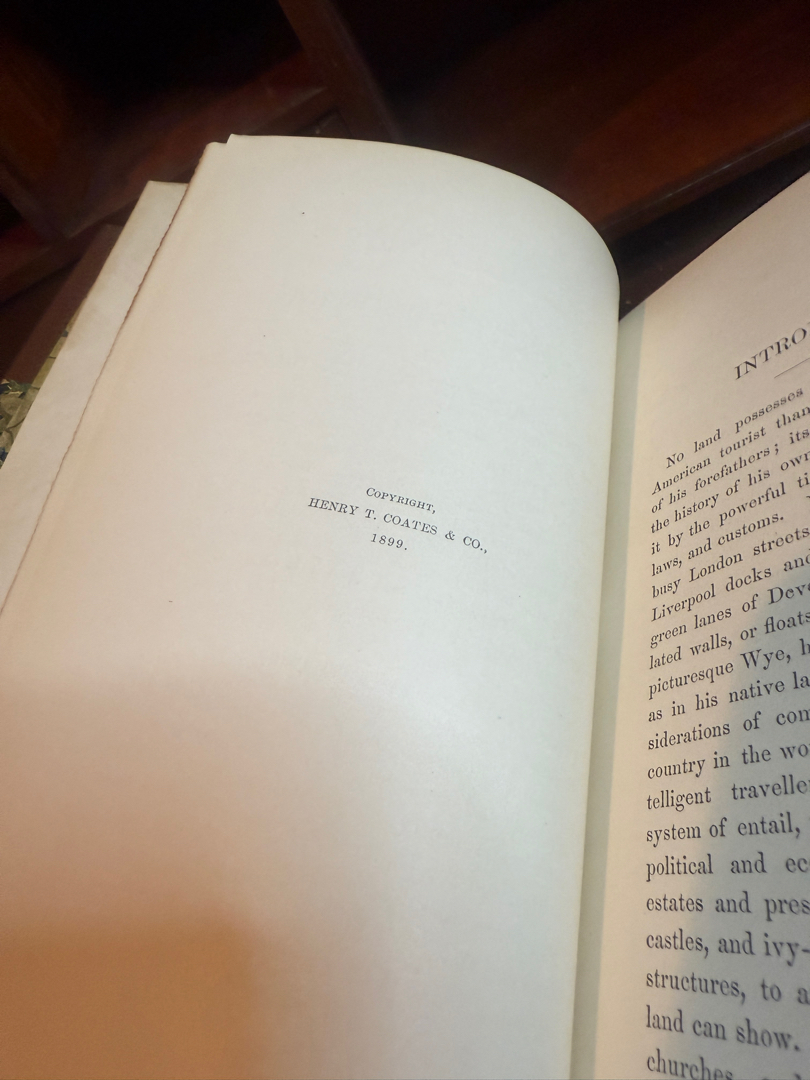 COPYRIGHT,
HENRY T. COATES & CO.,
1899.
INTRO
No land possesses
American tourist than
of his forefathers; its
the history of his own
it by the powerful ti
laws, and customs.
busy London streets
Liverpool docks and
green lanes of Deve
lated walls, or floats
picturesque Wye, h
as in his native la
siderations of com
country in the wo
telligent travelle
system of entail,
political and ec
estates and pres
castles, and ivy-
structures, to a
land can show.
churches